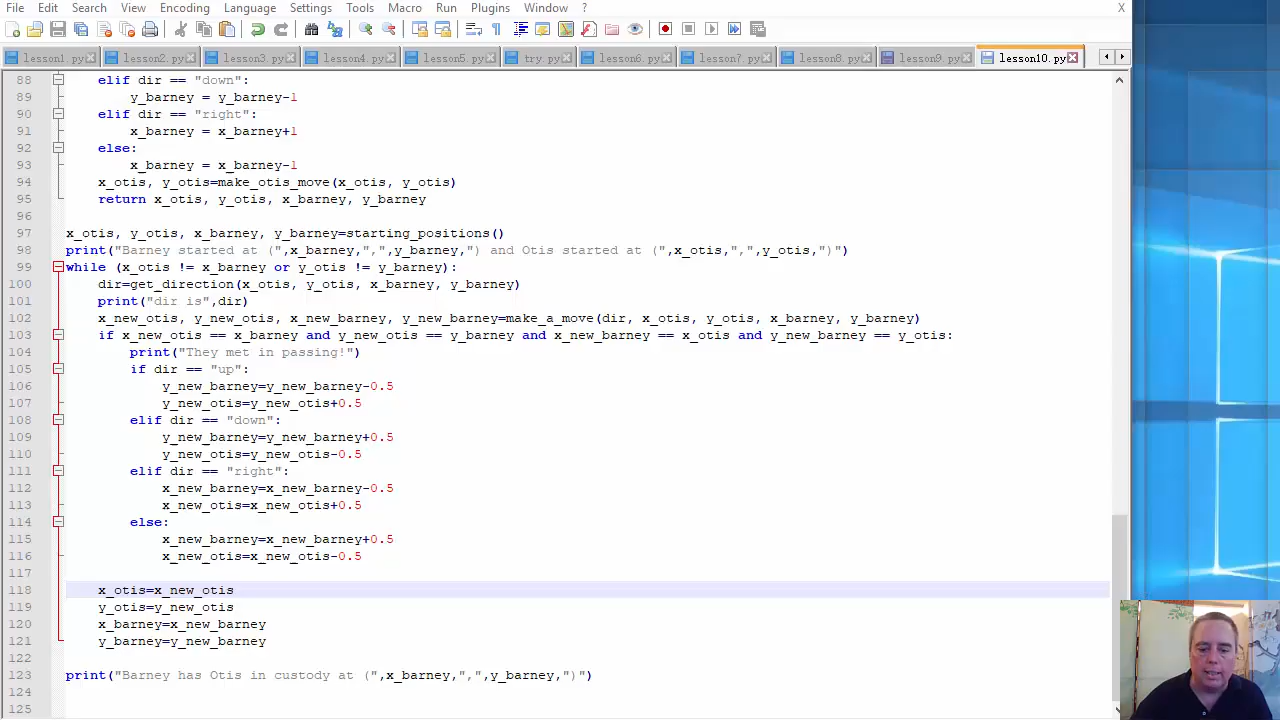 File Edit Search View Encoding Language Settings Tools Macro Run Plugins Window ? X
lesson1.py lesson2.py lesson3.py lesson4.py lesson5.py try.py lesson6.py lesson7.py lesson8.py lesson9.py lesson10.py
88 elif dir == "down":
89 y_barney = y_barney-1
90 elif dir == "right":
91 x_barney = x_barney+1
92 else:
93 x_barney = x_barney-1
94 x_otis, y_otis=make_otis_move(x_otis, y_otis)
95 return x_otis, y_otis, x_barney, y_barney
96
97 x_otis, y_otis, x_barney, y_barney=starting_positions()
98 print("Barney started at (",x_barney,",",y_barney,") and Otis started at (",x_otis,",",y_otis,")")
99 while (x_otis != x_barney or y_otis != y_barney):
100 dir=get_direction(x_otis, y_otis, x_barney, y_barney)
101 print("dir is",dir)
102 x_new_otis, y_new_otis, x_new_barney, y_new_barney=make_a_move(dir, x_otis, y_otis, x_barney, y_barney)
103 if x_new_otis == x_barney and y_new_otis == y_barney and x_new_barney == x_otis and y_new_barney == y_otis:
104 print("They met in passing!")
105 if dir == "up":
106 y_new_barney=y_new_barney-0.5
107 y_new_otis=y_new_otis+0.5
108 elif dir == "down":
109 y_new_barney=y_new_barney+0.5
110 y_new_otis=y_new_otis-0.5
111 elif dir == "right":
112 x_new_barney=x_new_barney-0.5
113 x_new_otis=x_new_otis+0.5
114 else:
115 x_new_barney=x_new_barney+0.5
116 x_new_otis=x_new_otis-0.5
117
118 x_otis=x_new_otis
119 y_otis=y_new_otis
120 x_barney=x_new_barney
121 y_barney=y_new_barney
122
123 print("Barney has Otis in custody at (",x_barney,",",y_barney,")")
124
125